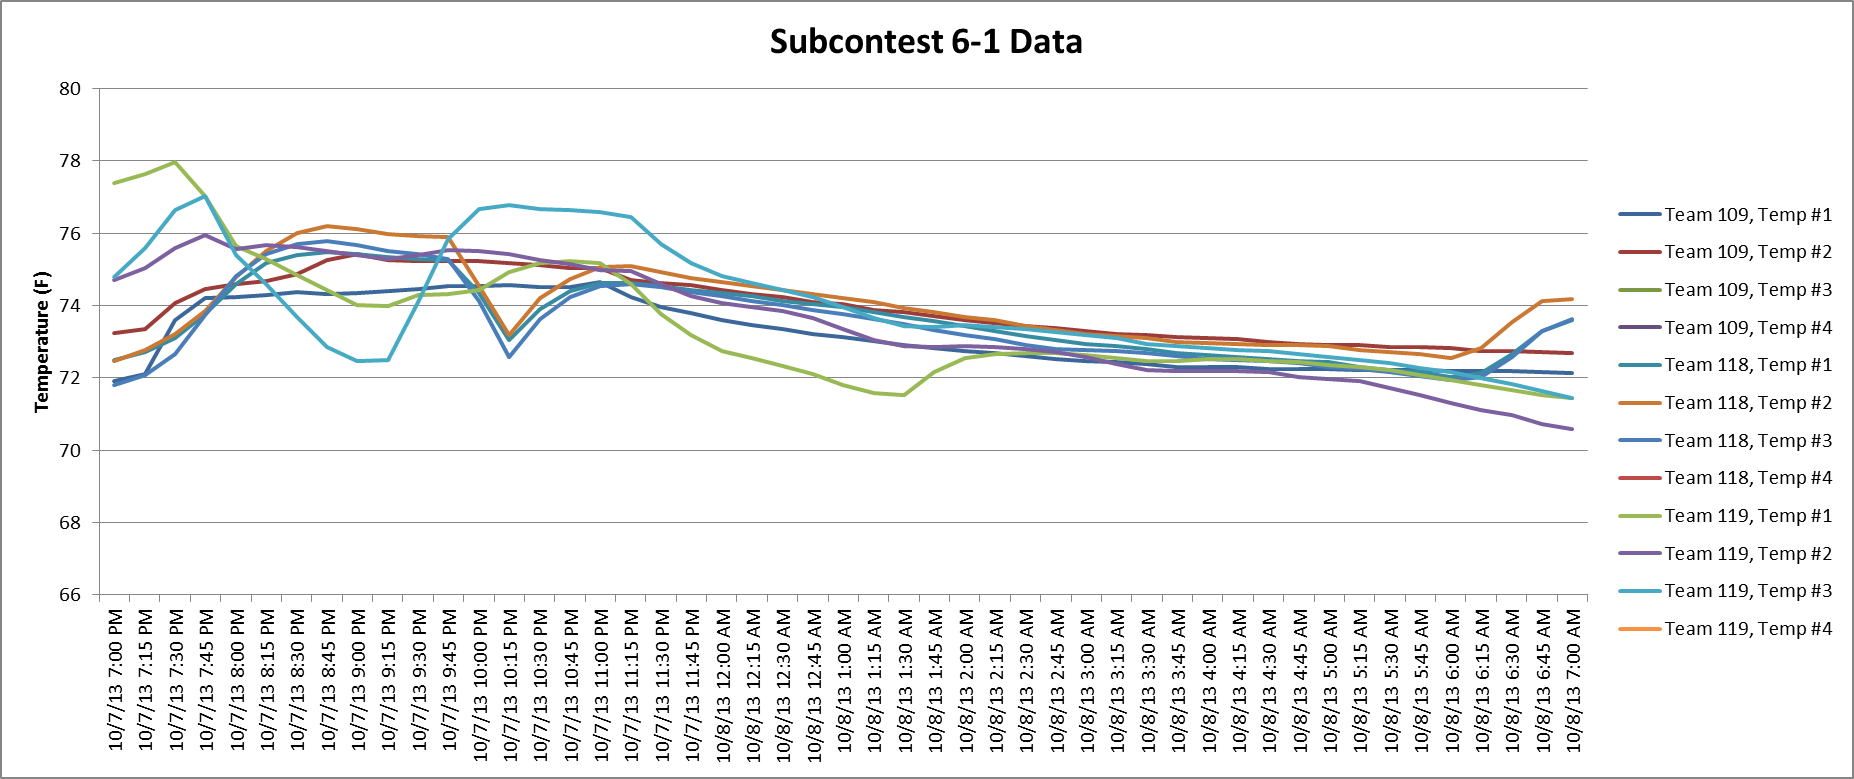 Subcontest 6-1 Data
Temperature (F)
80
78
76
74
72
70
68
66
10/7/13 7:00 PM
10/7/13 7:15 PM
10/7/13 7:30 PM
10/7/13 7:45 PM
10/7/13 8:00 PM
10/7/13 8:15 PM
10/7/13 8:30 PM
10/7/13 8:45 PM
10/7/13 9:00 PM
10/7/13 9:15 PM
10/7/13 9:30 PM
10/7/13 9:45 PM
10/7/13 10:00 PM
10/7/13 10:15 PM
10/7/13 10:30 PM
10/7/13 10:45 PM
10/7/13 11:00 PM
10/7/13 11:15 PM
10/7/13 11:30 PM
10/7/13 11:45 PM
10/8/13 12:00 AM
10/8/13 12:15 AM
10/8/13 12:30 AM
10/8/13 12:45 AM
10/8/13 1:00 AM
10/8/13 1:15 AM
10/8/13 1:30 AM
10/8/13 1:45 AM
10/8/13 2:00 AM
10/8/13 2:15 AM
10/8/13 2:30 AM
10/8/13 2:45 AM
10/8/13 3:00 AM
10/8/13 3:15 AM
10/8/13 3:30 AM
10/8/13 3:45 AM
10/8/13 4:00 AM
10/8/13 4:15 AM
10/8/13 4:30 AM
10/8/13 4:45 AM
10/8/13 5:00 AM
10/8/13 5:15 AM
10/8/13 5:30 AM
10/8/13 5:45 AM
10/8/13 6:00 AM
10/8/13 6:15 AM
10/8/13 6:30 AM
10/8/13 6:45 AM
10/8/13 7:00 AM
Team 109, Temp #1
Team 109, Temp #2
Team 109, Temp #3
Team 109, Temp #4
Team 118, Temp #1
Team 118, Temp #2
Team 118, Temp #3
Team 118, Temp #4
Team 119, Temp #1
Team 119, Temp #2
Team 119, Temp #3
Team 119, Temp #4